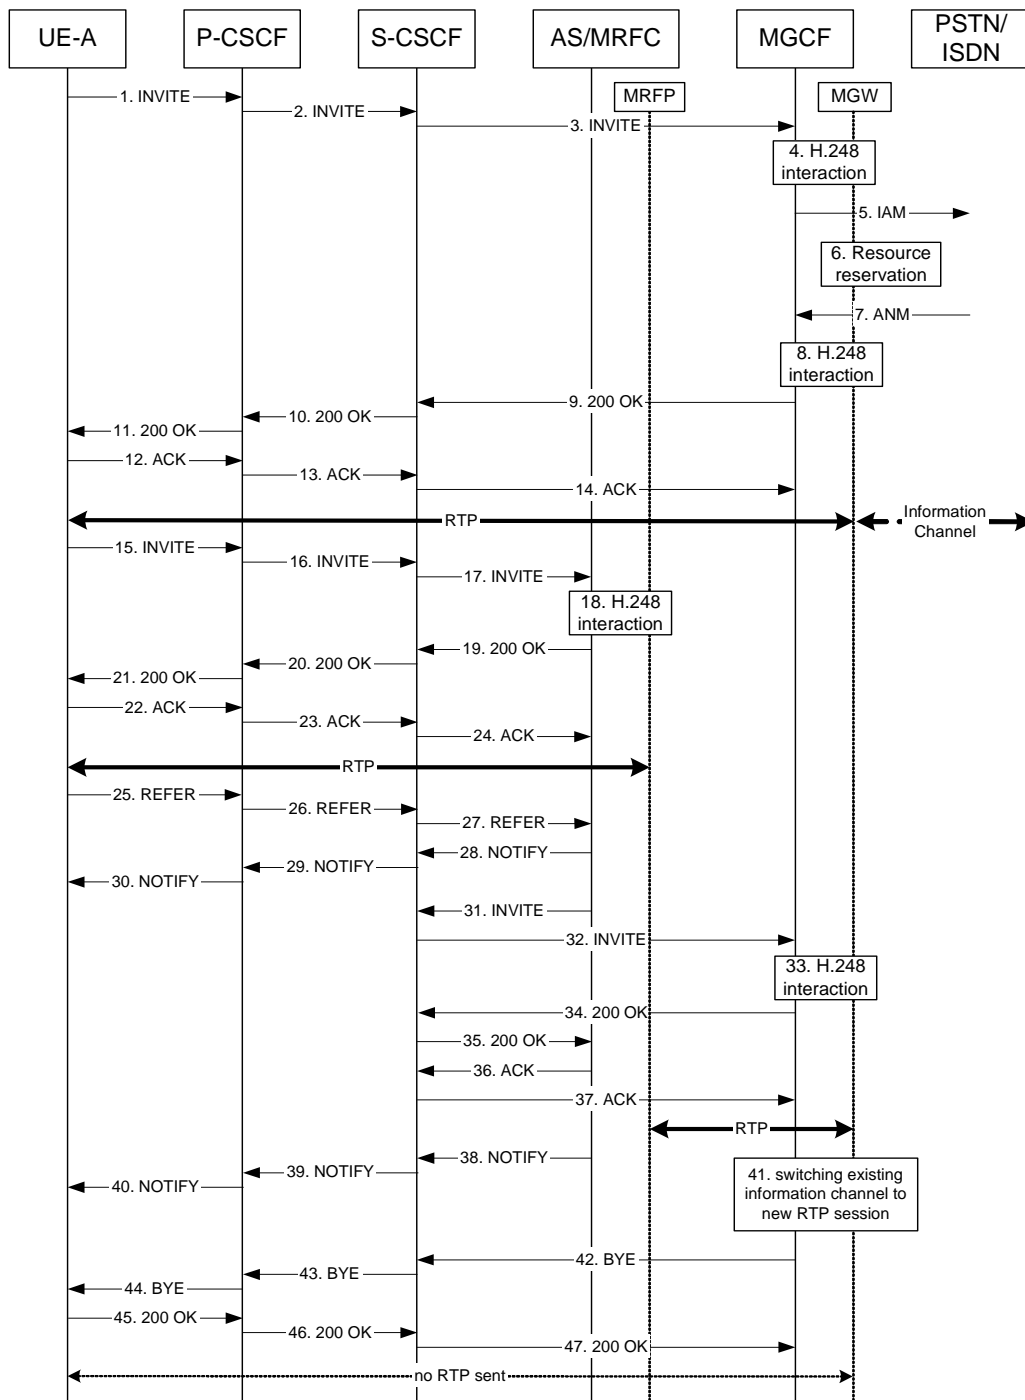 UE-A
P-CSCF
S-CSCF
AS/MRFC
MGCF
PSTN/
ISDN
MRFP
MGW
1. INVITE
2. INVITE
3. INVITE
4. H.248
interaction
5. IAM
6. Resource
reservation
7. ANM
8. H.248
interaction
9. 200 OK
10. 200 OK
11. 200 OK
12. ACK
13. ACK
14. ACK
RTP
Information
Channel
15. INVITE
16. INVITE
17. INVITE
18. H.248
interaction
19. 200 OK
20. 200 OK
21. 200 OK
22. ACK
23. ACK
24. ACK
RTP
25. REFER
26. REFER
27. REFER
28. NOTIFY
29. NOTIFY
30. NOTIFY
31. INVITE
32. INVITE
33. H.248
interaction
34. 200 OK
35. 200 OK
36. ACK
37. ACK
RTP
38. NOTIFY
39. NOTIFY
40. NOTIFY
41. switching existing
information channel to
new RTP session
42. BYE
43. BYE
44. BYE
45. 200 OK
46. 200 OK
47. 200 OK
no RTP sent